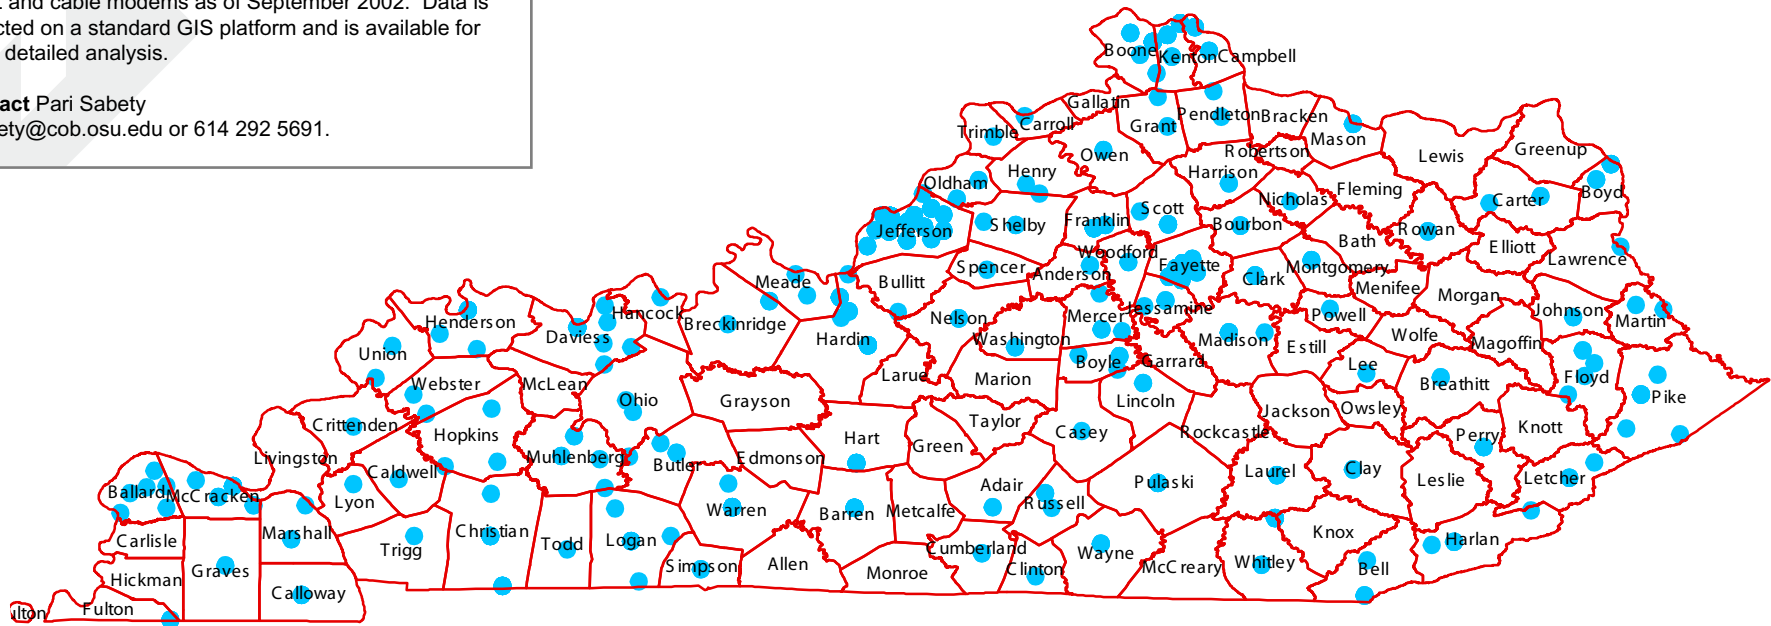 and cable modems as of September 2002. Data is
cted on a standard GIS platform and is available for
detailed analysis.
act Pari Sabety
ety@cob.osu.edu or 614 292 5691.
Boone
Kenton
Campbell
Gallatin
Trimble
Carroll
Grant
Pendleton
Bracken
Mason
Owen
Robertson
Lewis
Greenup
Henry
Oldham
Harrison
Nicholas
Fleming
Carter
Boyd
Jefferson
Shelby
Franklin
Scott
Bourbon
Rowan
Bath
Elliott
Lawrence
Woodford
Fayette
Spencer
Anderson
Montgomery
Clark
Menifee
Morgan
Meade
Bullitt
Jessamine
Powell
Johnson
Martin
Henderson
Hancock
Breckinridge
Nelson
Mercer
Daviess
Hardin
Washington
Madison
Estill
Wolfe
Magoffin
Union
Boyle
Garrard
Lee
Floyd
Webster
McLean
Larue
Marion
Breathitt
Pike
Ohio
Grayson
Lincoln
Jackson
Owsley
Crittenden
Hopkins
Hart
Green
Taylor
Casey
Rockcastle
Perry
Knott
Livingston
Caldwell
Muhlenberg
Butler
Edmonson
Laurel
Clay
Leslie
Letcher
Ballard
McCracken
Lyon
Adair
Russell
Pulaski
Warren
Barren
Metcalfe
Marshall
Carlisle
Trigg
Christian
Todd
Logan
Knox
Harlan
Cumberland
Wayne
Hickman
Graves
Simpson
Allen
Monroe
Clinton
McCreary
Whitley
Bell
Calloway
Fulton
ulton